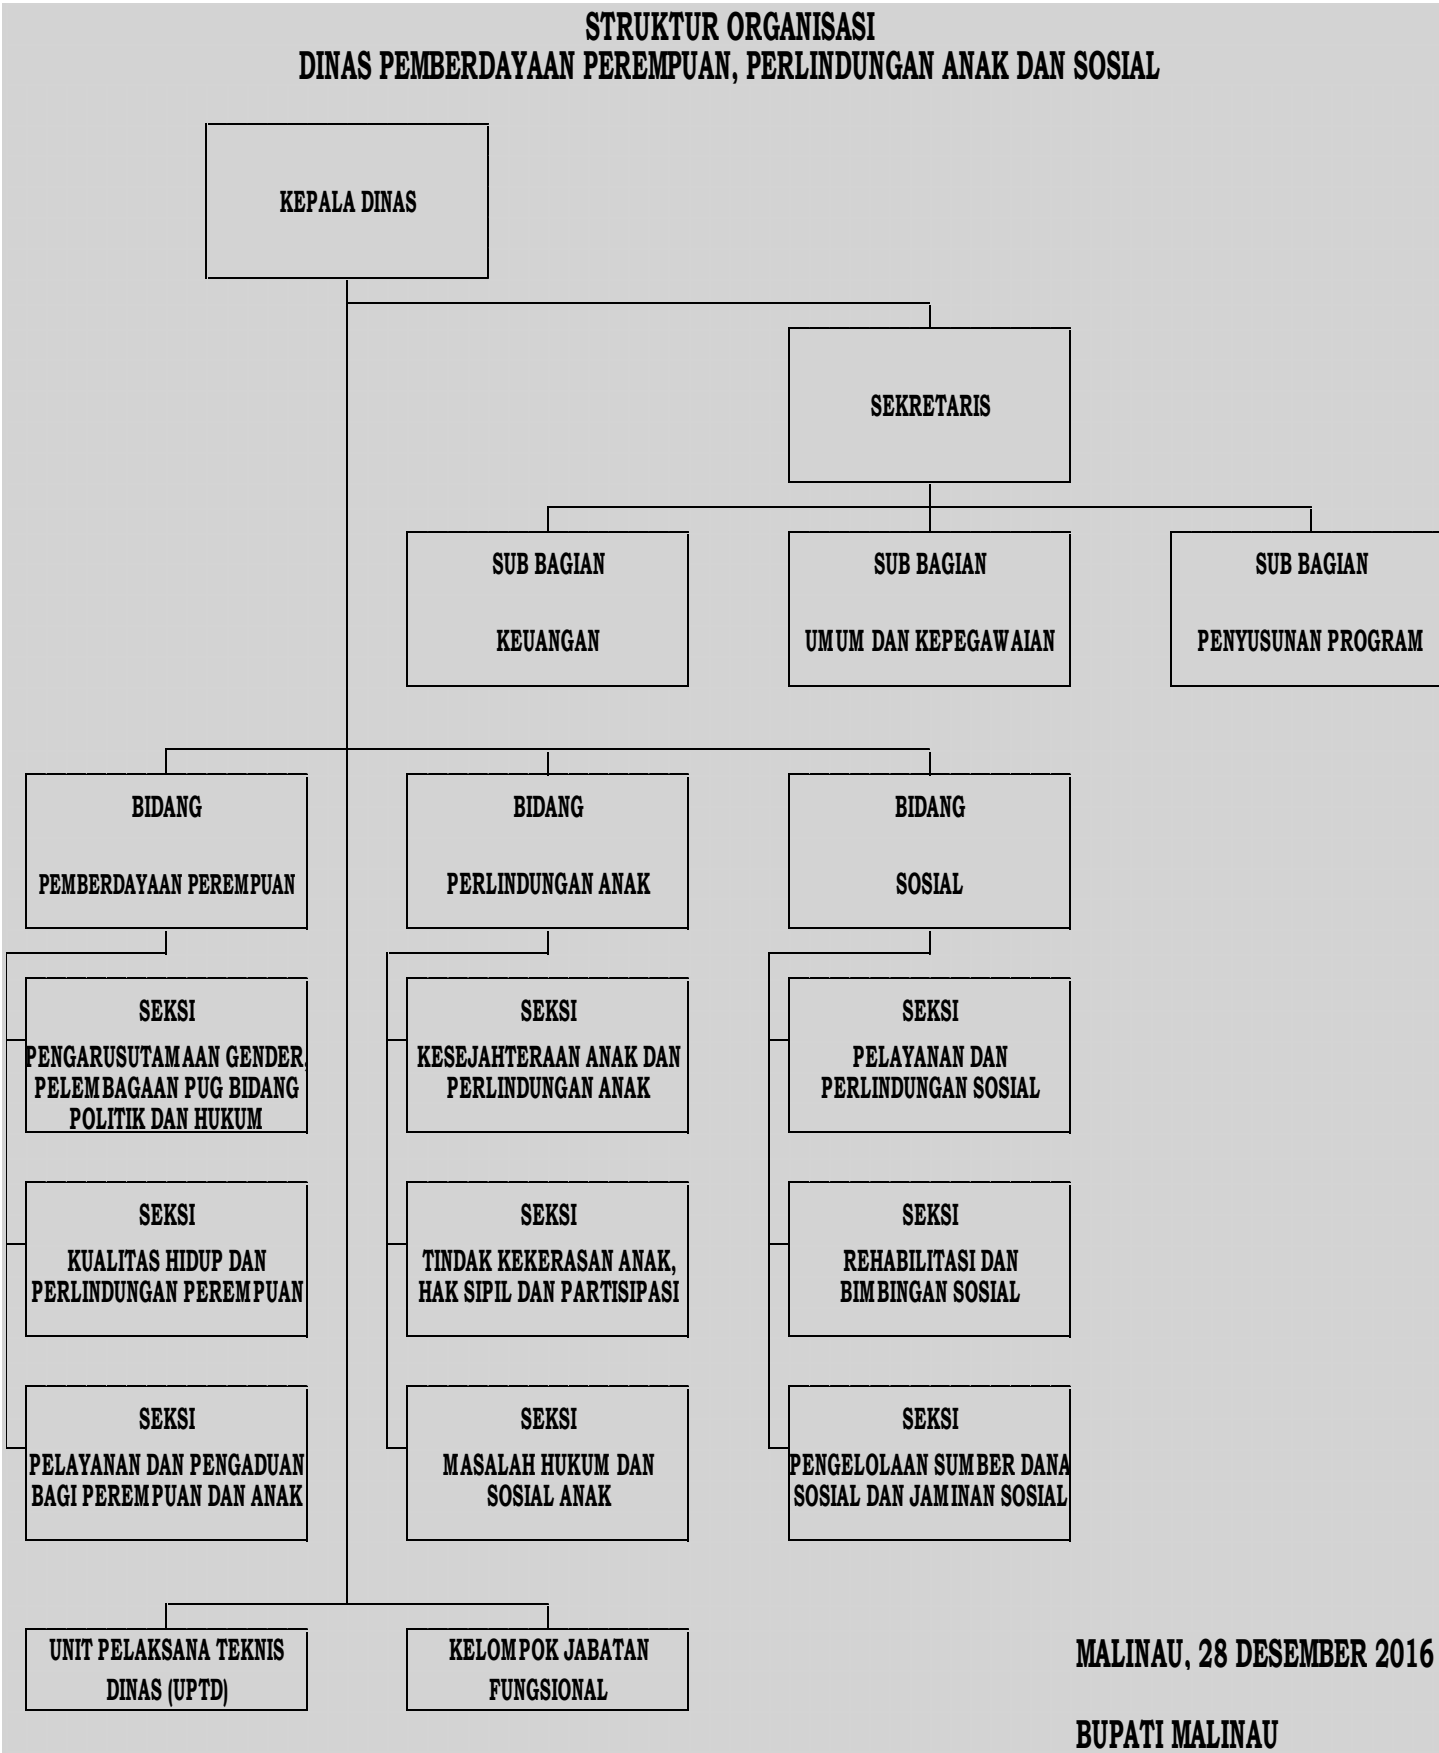 STRUKTUR ORGANISASI
DINAS PEMBERDAYAAN PEREMPUAN, PERLINDUNGAN ANAK DAN SOSIAL
KEPALA DINAS
SEKRETARIS
SUB BAGIAN
KEUANGAN
SUB BAGIAN
UMUM DAN KEPEGAWAIAN
SUB BAGIAN
PENYUSUNAN PROGRAM
BIDANG
PEMBERDAYAAN PEREMPUAN
BIDANG
PERLINDUNGAN ANAK
BIDANG
SOSIAL
SEKSI
PENGARUSUTAMAAN GENDER,
PELEMBAGAAN PUG BIDANG
POLITIK DAN HUKUM
SEKSI
KESEJAHTERAAN ANAK DAN
PERLINDUNGAN ANAK
SEKSI
PELAYANAN DAN
PERLINDUNGAN SOSIAL
SEKSI
KUALITAS HIDUP DAN
PERLINDUNGAN PEREMPUAN
SEKSI
TINDAK KEKERASAN ANAK,
HAK SIPIL DAN PARTISIPASI
SEKSI
REHABILITASI DAN
BIMBINGAN SOSIAL
SEKSI
PELAYANAN DAN PENGADUAN
BAGI PEREMPUAN DAN ANAK
SEKSI
MASALAH HUKUM DAN
SOSIAL ANAK
SEKSI
PENGELOLAAN SUMBER DANA
SOSIAL DAN JAMINAN SOSIAL
UNIT PELAKSANA TEKNIS
DINAS (UPTD)
KELOMPOK JABATAN
FUNGSIONAL
MALINAU, 28 DESEMBER 2016
BUPATI MALINAU